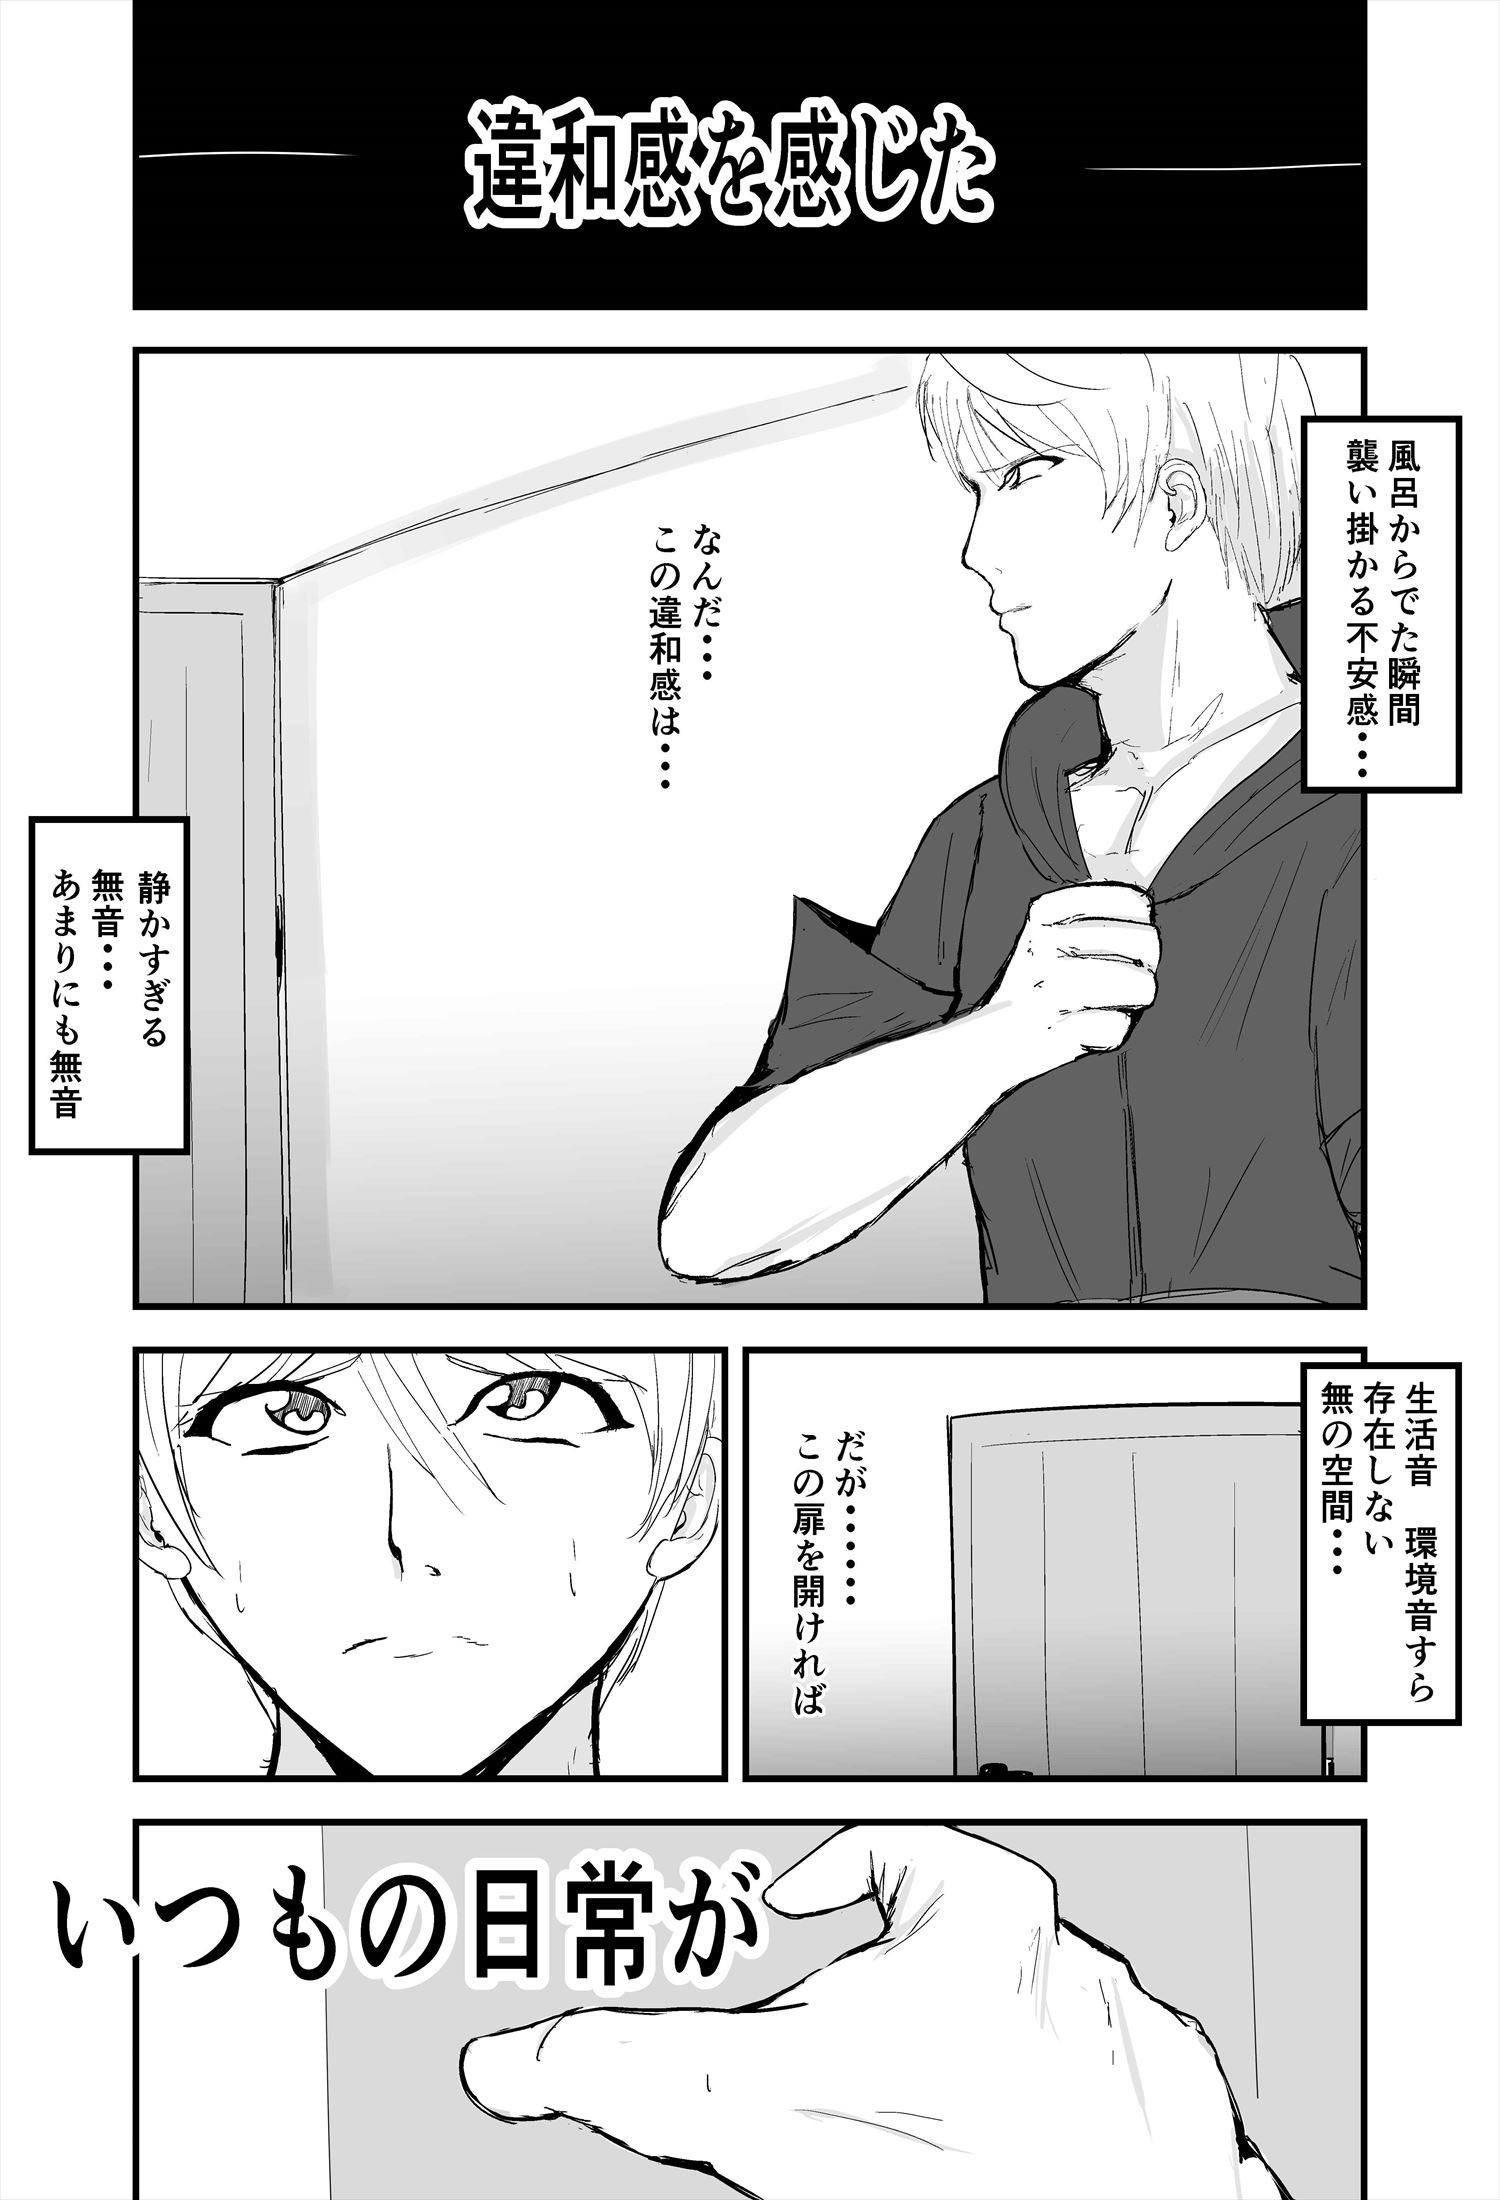 違和感を感じた
風呂からでた瞬間
襲い掛かる不安感・・・
なんだ・・・
この違和感は・・・
静かすぎる
無音・・・
あまりにも無音
生活音　環境音すら
存在しない
無の空間・・・
だが・・・・・・
この扉を開ければ
いつもの日常が